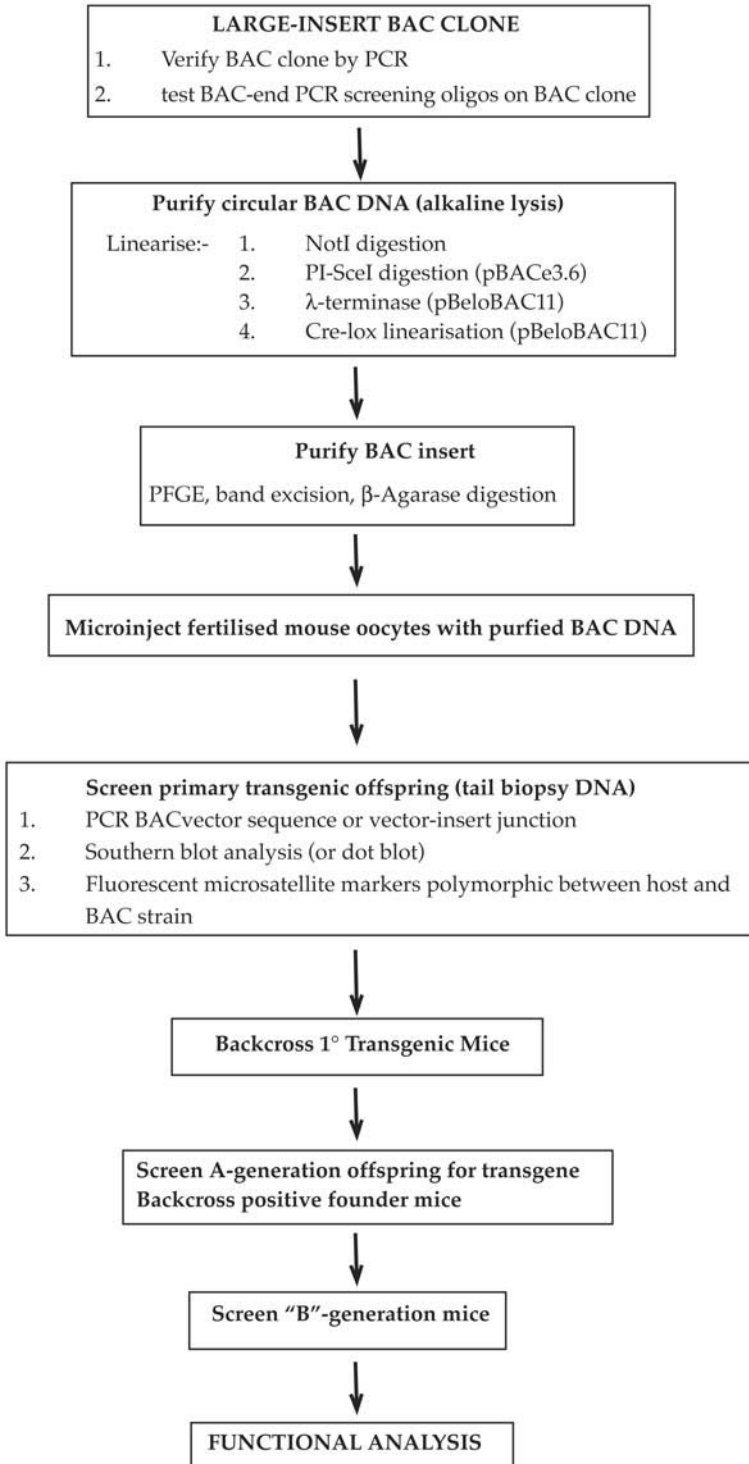 LARGE-INSERT BAC CLONE
1. Verify BAC clone by PCR
2. test BAC-end PCR screening oligos on BAC clone
Purify circular BAC DNA (alkaline lysis)
Linearise:- 1. NotI digestion
2. PI-SceI digestion (pBACe3.6)
3. λ-terminase (pBeloBAC11)
4. Cre-lox linearisation (pBeloBAC11)
Purify BAC insert
PFGE, band excision, β-Agarase digestion
Microinject fertilised mouse oocytes with purfied BAC DNA
Screen primary transgenic offspring (tail biopsy DNA)
1. PCR BACvector sequence or vector-insert junction
2. Southern blot analysis (or dot blot)
3. Fluorescent microsatellite markers polymorphic between host and
BAC strain
Backcross 1° Transgenic Mice
Screen A-generation offspring for transgene
Backcross positive founder mice
Screen “B”-generation mice
FUNCTIONAL ANALYSIS